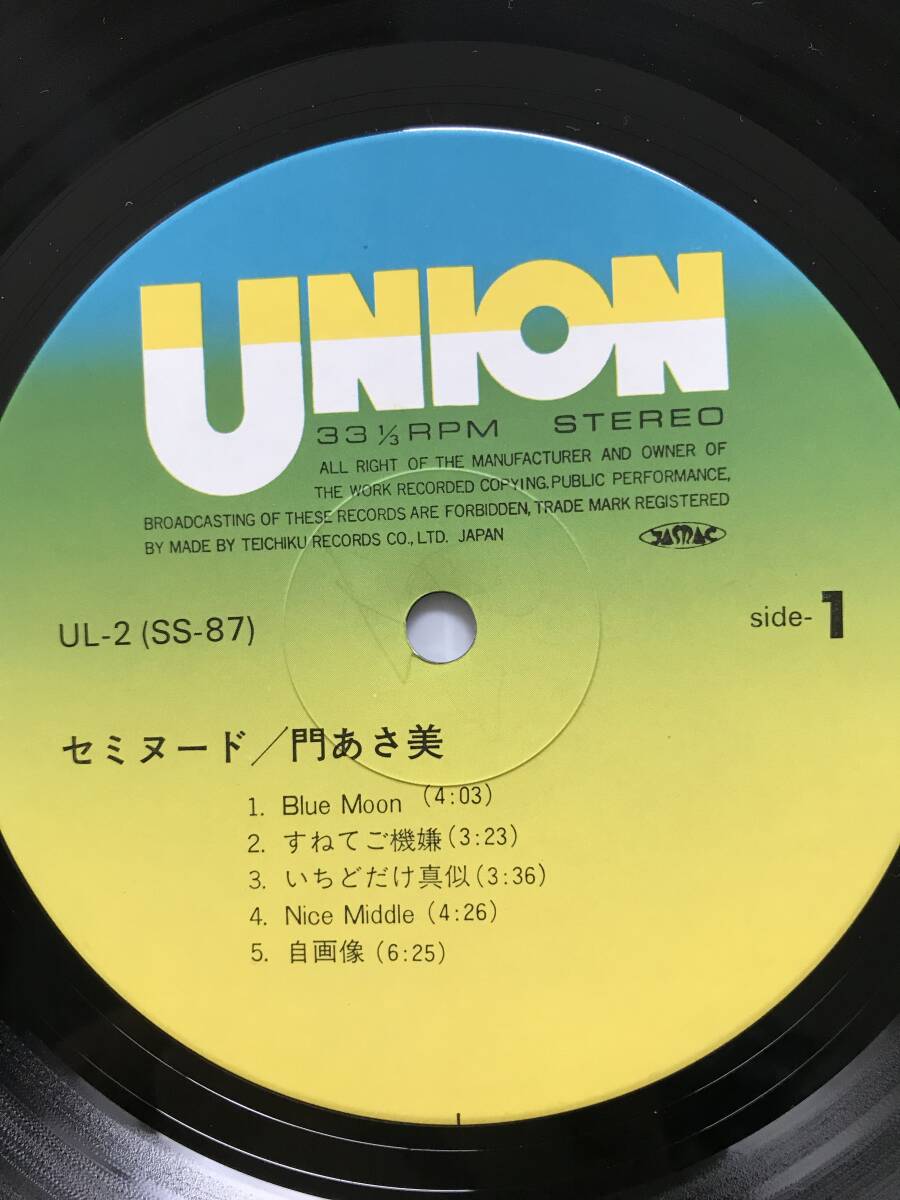 UNION
33 ⅓ RPM STEREO
ALL RIGHT OF THE MANUFACTURER AND OWNER OF
THE WORK RECORDED COPYING, PUBLIC PERFORMANCE,
BROADCASTING OF THESE RECORDS ARE FORBIDDEN, TRADE MARK REGISTERED
BY MADE BY TEICHIKU RECORDS CO., LTD. JAPAN
JASRAC
UL-2 (SS-87)
side-1
セミヌード／門あさ美
1. Blue Moon (4:03)
2. すねてご機嫌 (3:23)
3. いちどだけ真似 (3:36)
4. Nice Middle (4:26)
5. 自画像 (6:25)